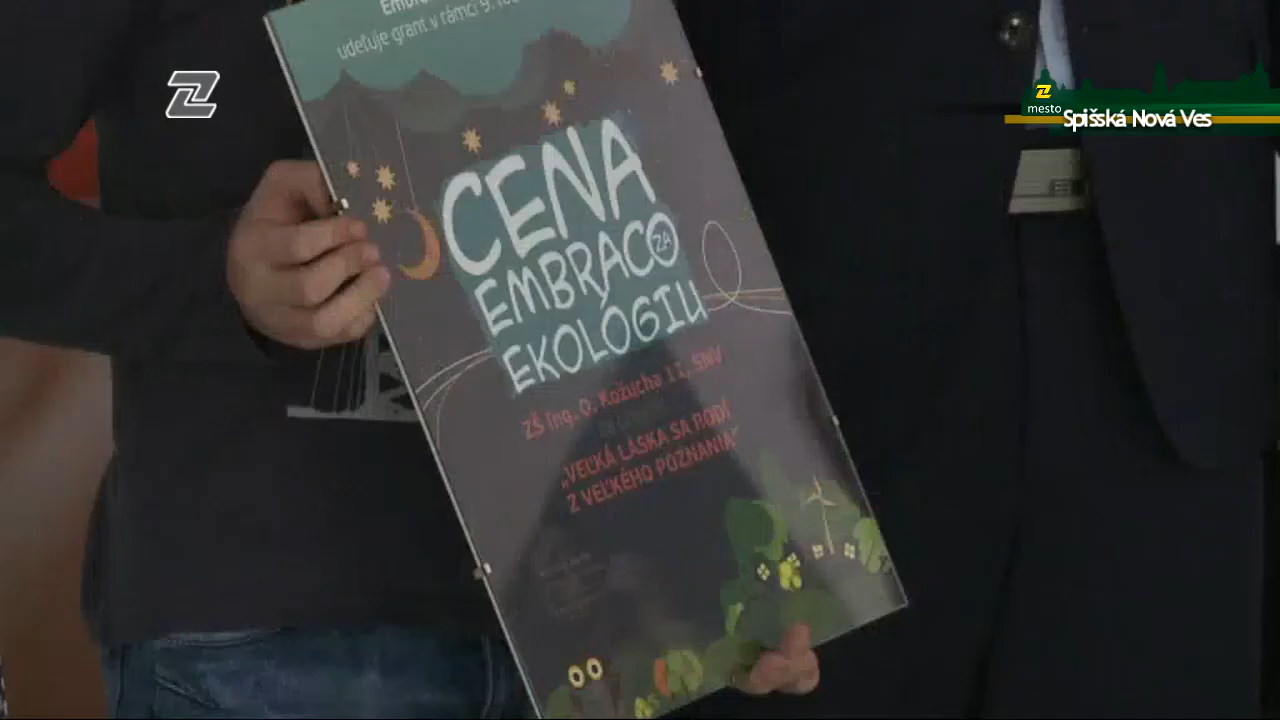 udeľuje grant v rámci 9.
mesto
Spišská Nová Ves
CENA
ZA
EMBRACO
EKOLÓGIU
ZŠ Ing. O. Kožucha 11, SNV
„VEĽKÁ LÁSKA SA RODÍ
Z VEĽKÉHO POZNANIA"